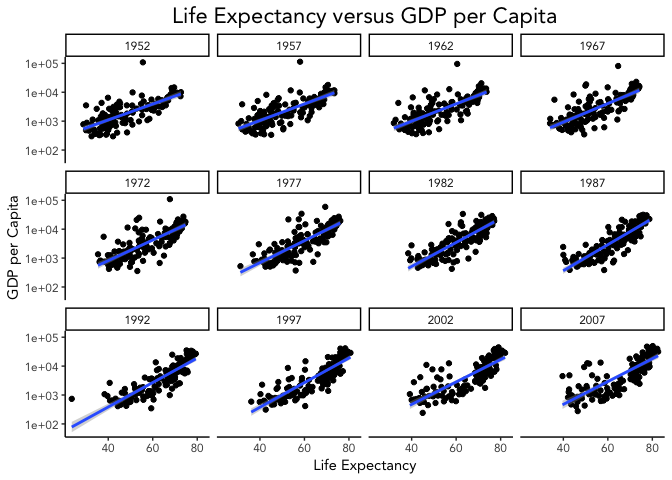 Life Expectancy versus GDP per Capita
1952 1957 1962 1967
1e+05
1e+04
1e+03
1e+02
1972 1977 1982 1987
1e+05
1e+04
1e+03
1e+02
GDP per Capita
1992 1997 2002 2007
1e+05
1e+04
1e+03
1e+02
40 60 80 40 60 80 40 60 80 40 60 80
Life Expectancy